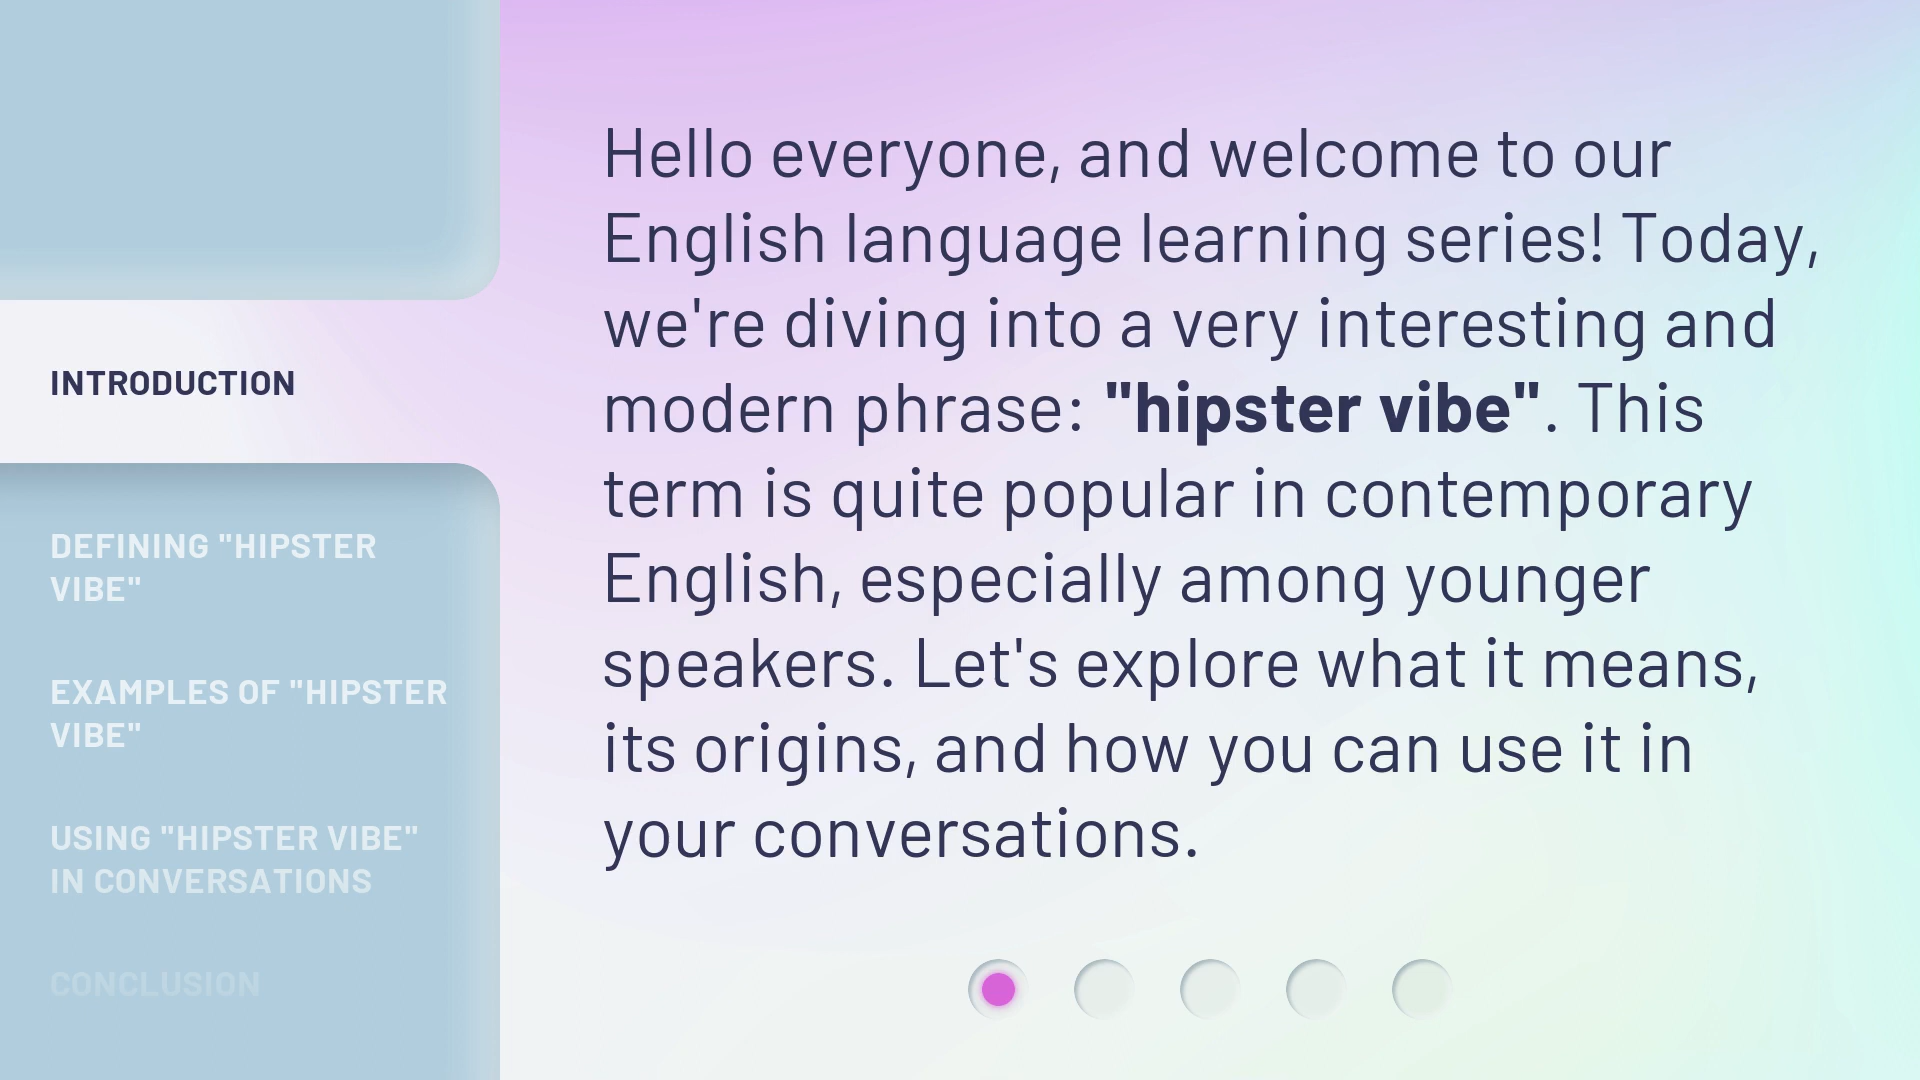 INTRODUCTION
DEFINING "HIPSTER
VIBE"
EXAMPLES OF "HIPSTER
VIBE"
USING "HIPSTER VIBE"
IN CONVERSATIONS
CONCLUSION
Hello everyone, and welcome to our
English language learning series! Today,
we're diving into a very interesting and
modern phrase: "hipster vibe". This
term is quite popular in contemporary
English, especially among younger
speakers. Let's explore what it means,
its origins, and how you can use it in
your conversations.